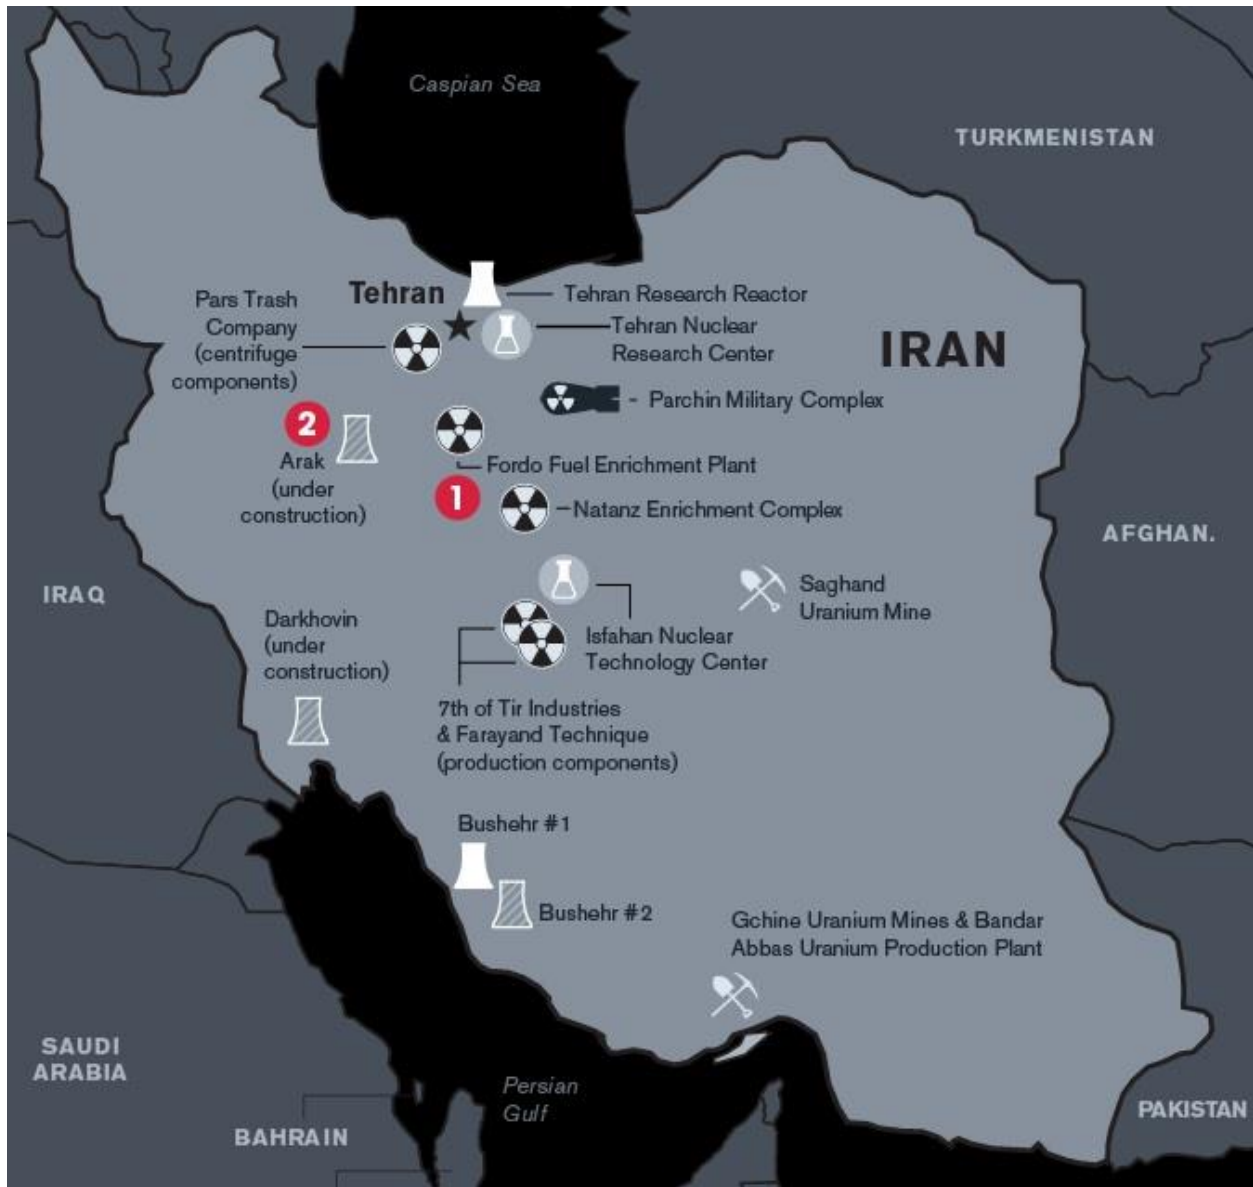 Caspian Sea
TURKMENISTAN
Tehran
Tehran Research Reactor
Pars Trash
Company
(centrifuge
components)
Tehran Nuclear
Research Center
IRAN
Parchin Military Complex
2
Arak
(under
construction)
Fordo Fuel Enrichment Plant
1
Natanz Enrichment Complex
AFGHAN.
IRAQ
Saghand
Uranium Mine
Darkhovin
(under
construction)
Isfahan Nuclear
Technology Center
7th of Tir Industries
& Farayand Technique
(production components)
Bushehr #1
Bushehr #2
Gchine Uranium Mines & Bandar
Abbas Uranium Production Plant
SAUDI
ARABIA
Persian
Gulf
BAHRAIN
PAKISTAN